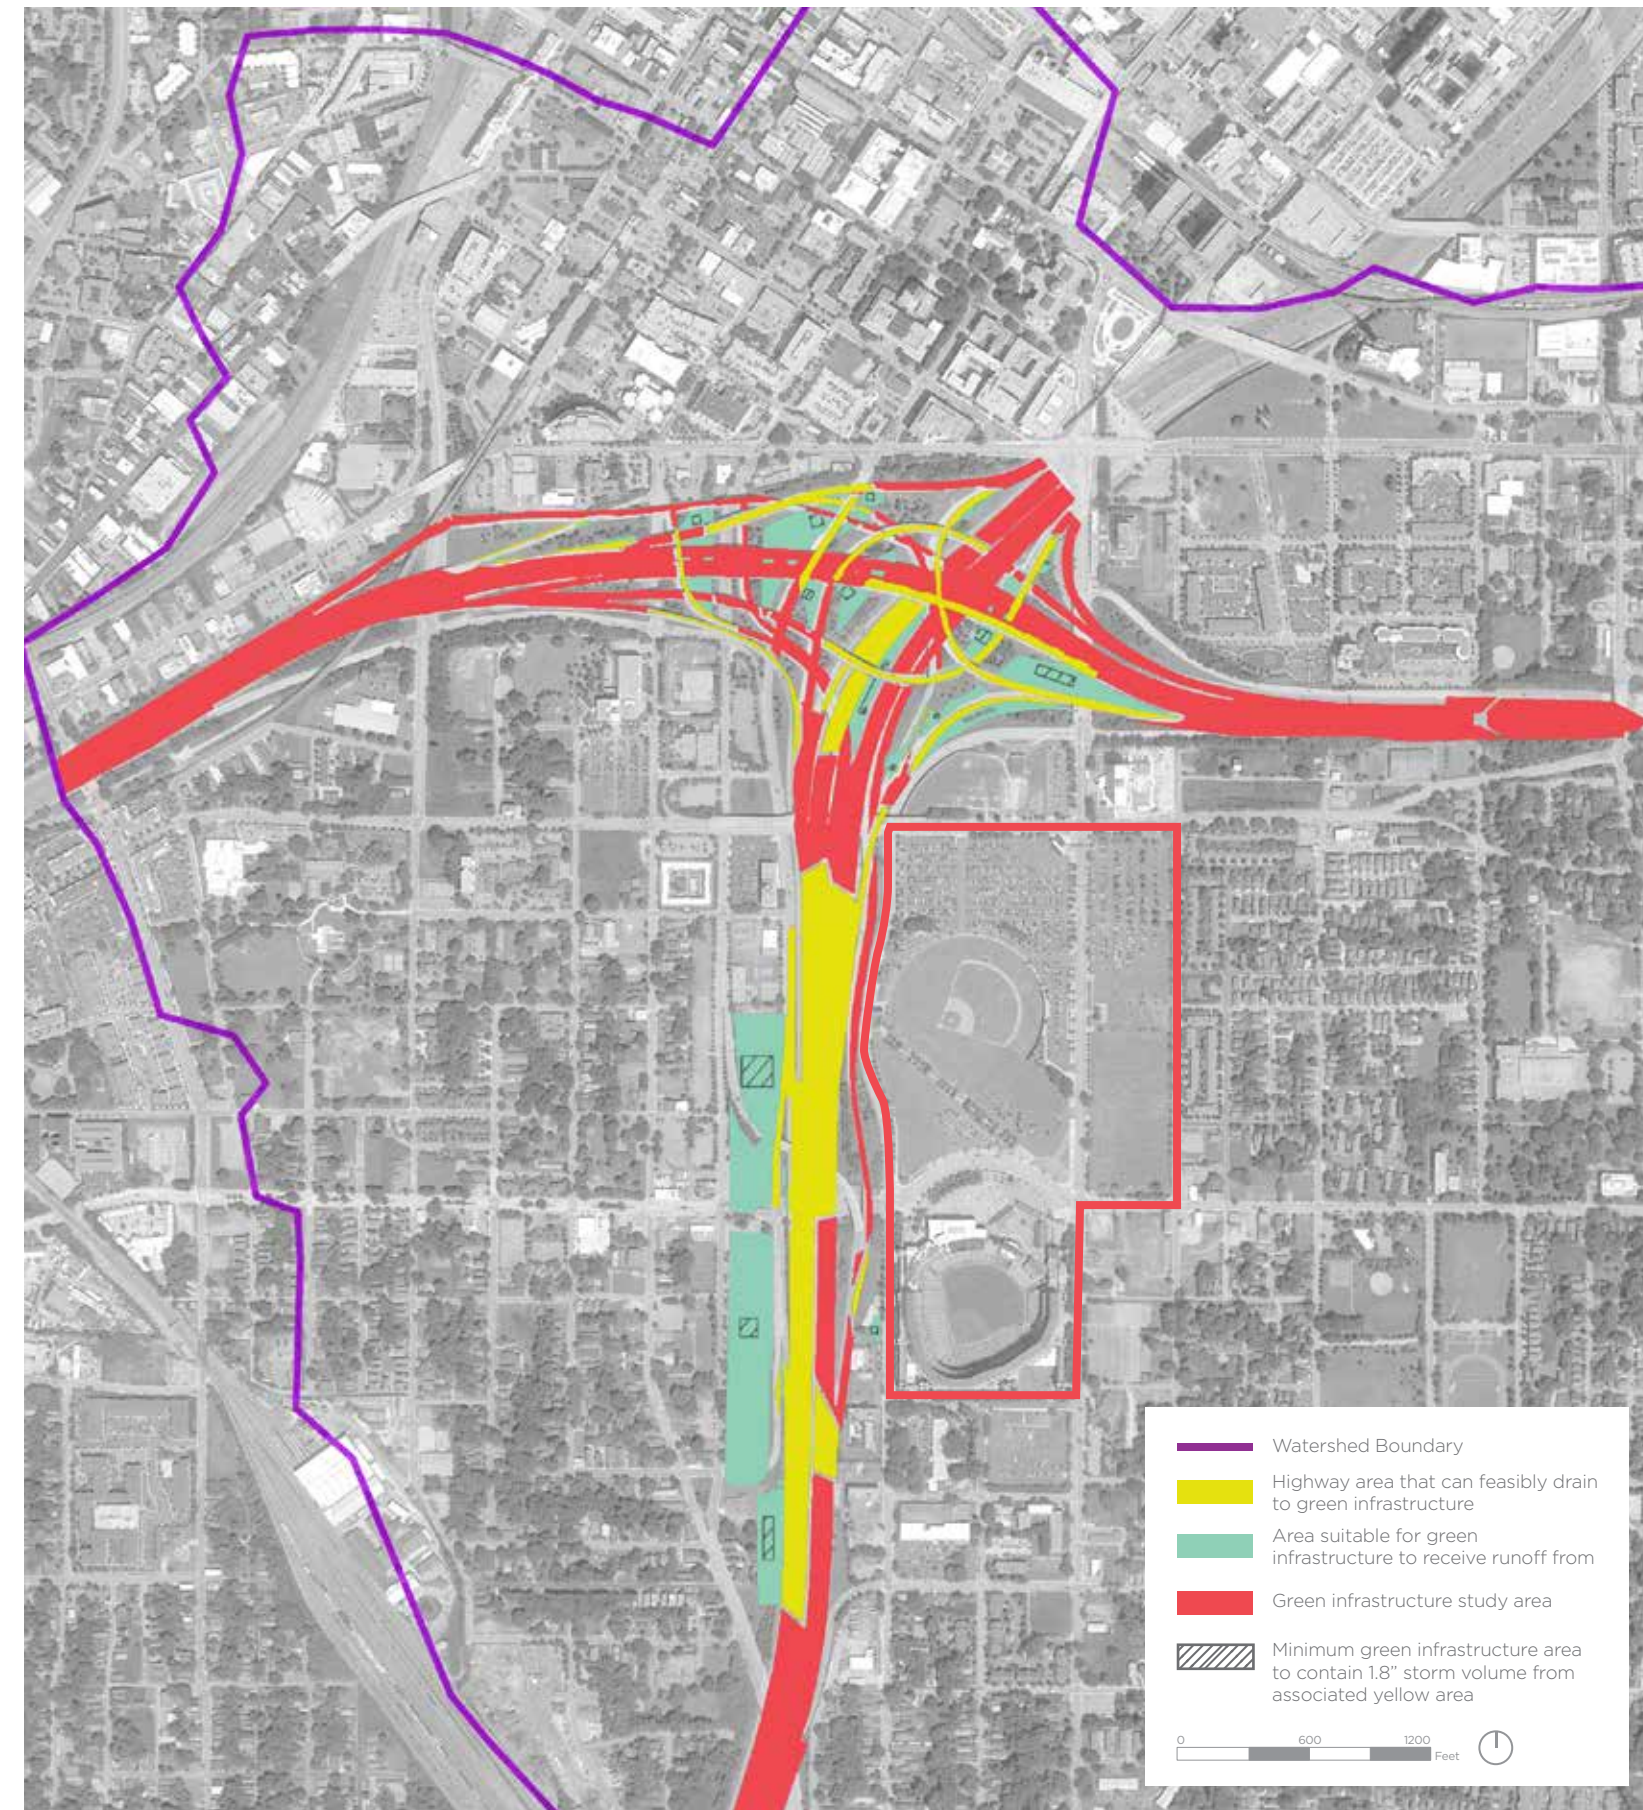 Watershed Boundary
Highway area that can feasibly drain
to green infrastructure
Area suitable for green
infrastructure to receive runoff from
Green infrastructure study area
Minimum green infrastructure area
to contain 1.8” storm volume from
associated yellow area
0 600 1200
Feet